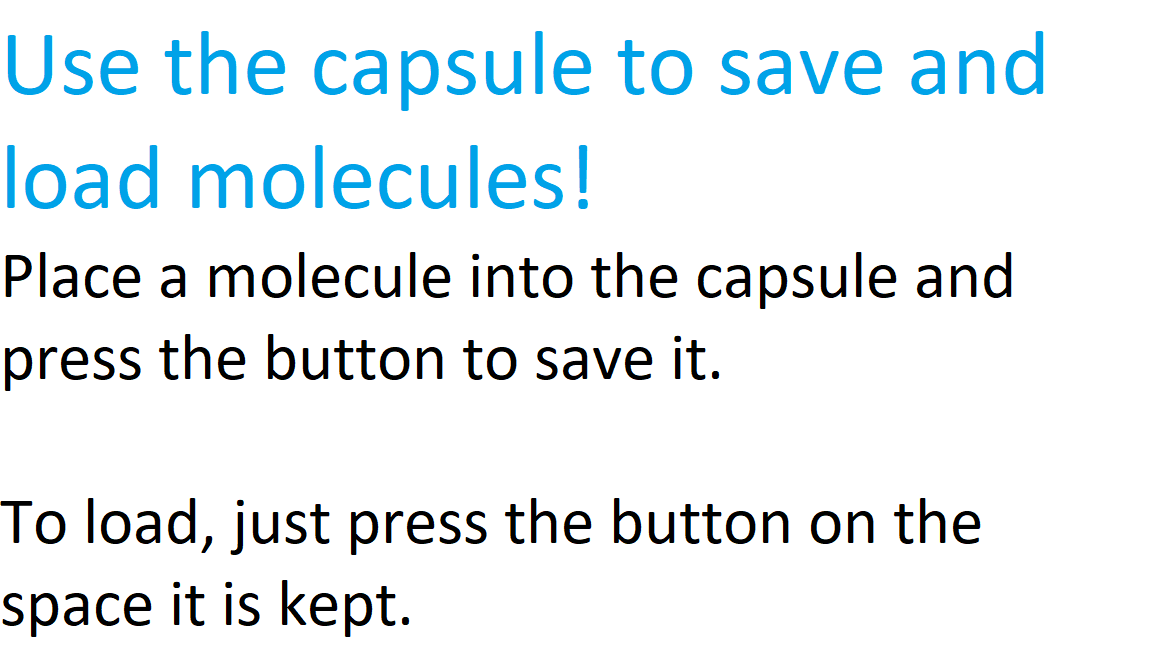 Use the capsule to save and
load molecules!
Place a molecule into the capsule and
press the button to save it.
To load, just press the button on the
space it is kept.